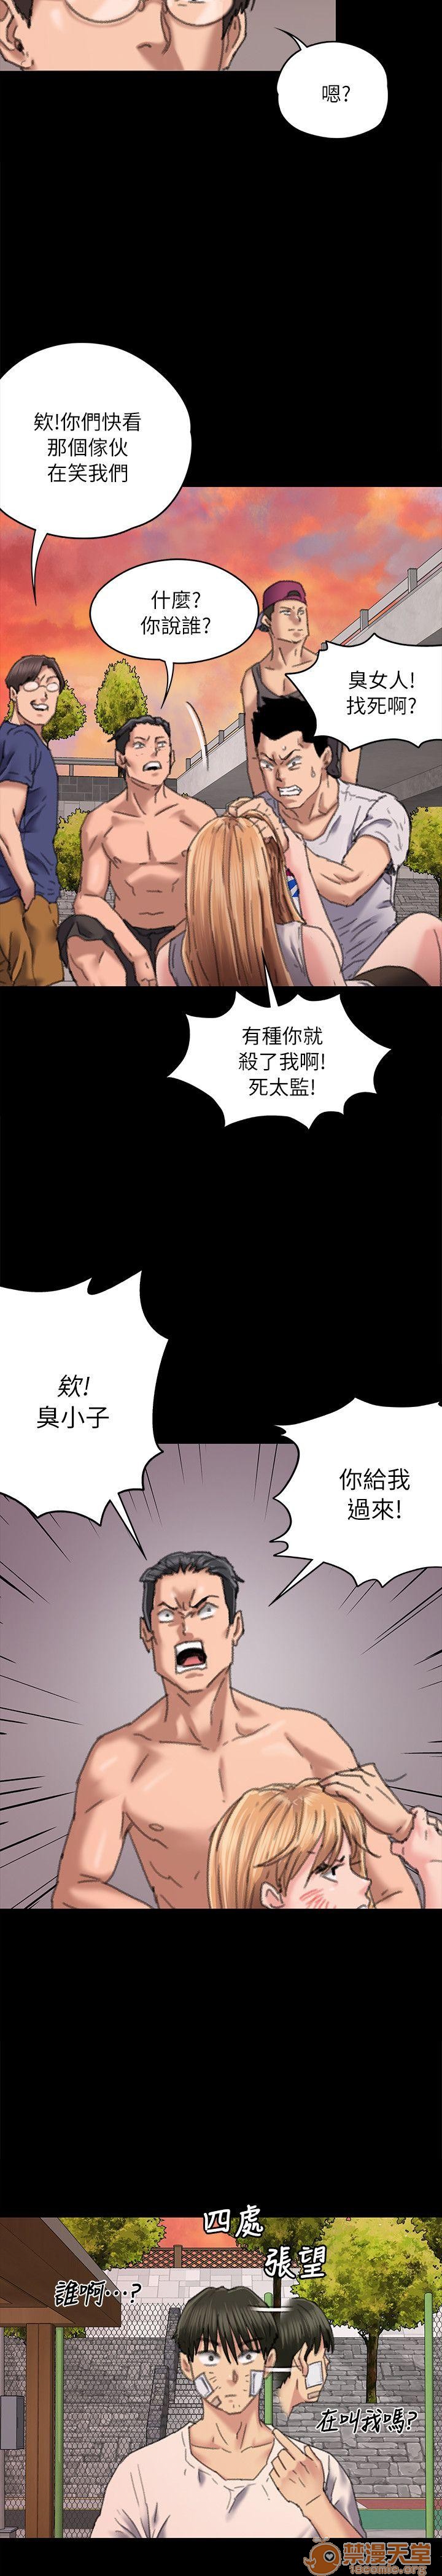 嗯?
欸!你們快看
那個傢伙
在笑我們
什麼?
你說誰?
臭女人!
找死啊?
有種你就
殺了我啊!
死太監!
欸!
臭小子
你給我
過來!
四處
張望
誰啊…?
在叫我嗎?
禁漫天堂
18comic.org